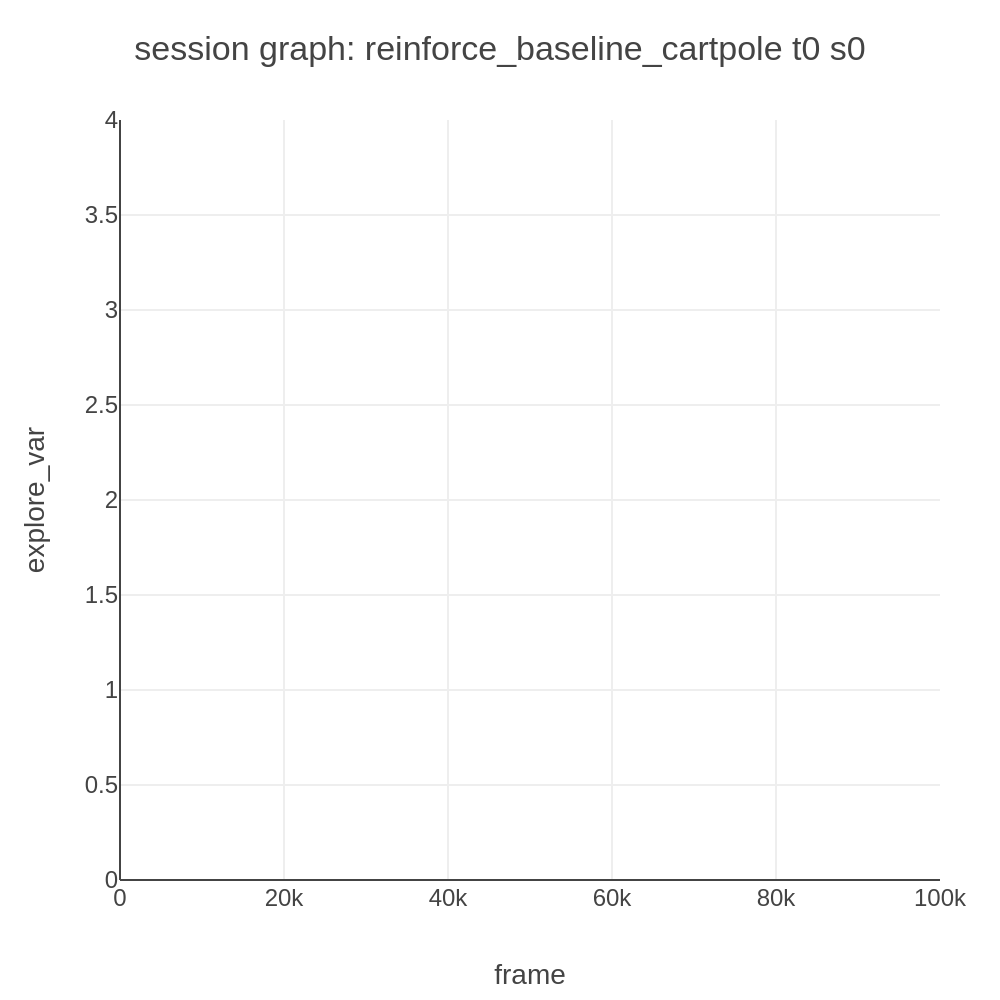 session graph: reinforce_baseline_cartpole t0 s0
4
3.5
3
2.5
2
1.5
1
0.5
0
explore_var
0 20k 40k 60k 80k 100k
frame